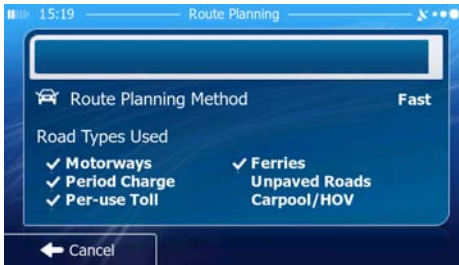 15:19 Route Planning
Route Planning Method Fast
Road Types Used
✓ Motorways ✓ Ferries
✓ Period Charge Unpaved Roads
✓ Per-use Toll Carpool/HOV
Cancel